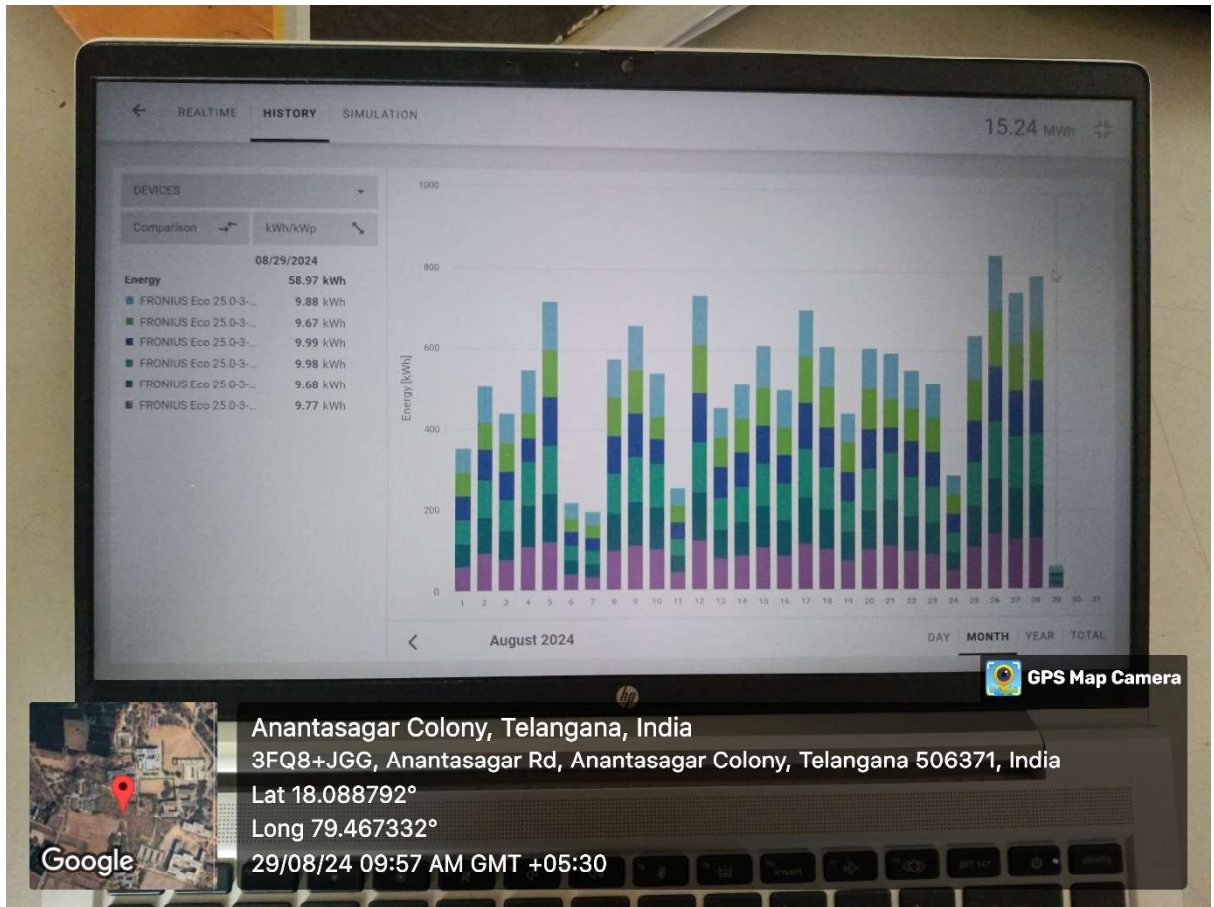 ← REALTIME HISTORY SIMULATION
15.24 MWh
DEVICES
Comparison kWh/kWp
08/29/2024
Energy 58.97 kWh
FRONIUS Eco 25.0-3-... 9.88 kWh
FRONIUS Eco 25.0-3-... 9.67 kWh
FRONIUS Eco 25.0-3-... 9.99 kWh
FRONIUS Eco 25.0-3-... 9.98 kWh
FRONIUS Eco 25.0-3-... 9.68 kWh
FRONIUS Eco 25.0-3-... 9.77 kWh
Energy [kWh]
1000
800
600
400
200
0
1 2 3 4 5 6 7 8 9 10 11 12 13 14 15 16 17 18 19 20 21 22 23 24 25 26 27 28 29 30 31
August 2024
DAY MONTH YEAR TOTAL
hp
GPS Map Camera
Anantasagar Colony, Telangana, India
3FQ8+JGG, Anantasagar Rd, Anantasagar Colony, Telangana 506371, India
Lat 18.088792°
Long 79.467332°
29/08/24 09:57 AM GMT +05:30
Google
insert
prt scr
delete